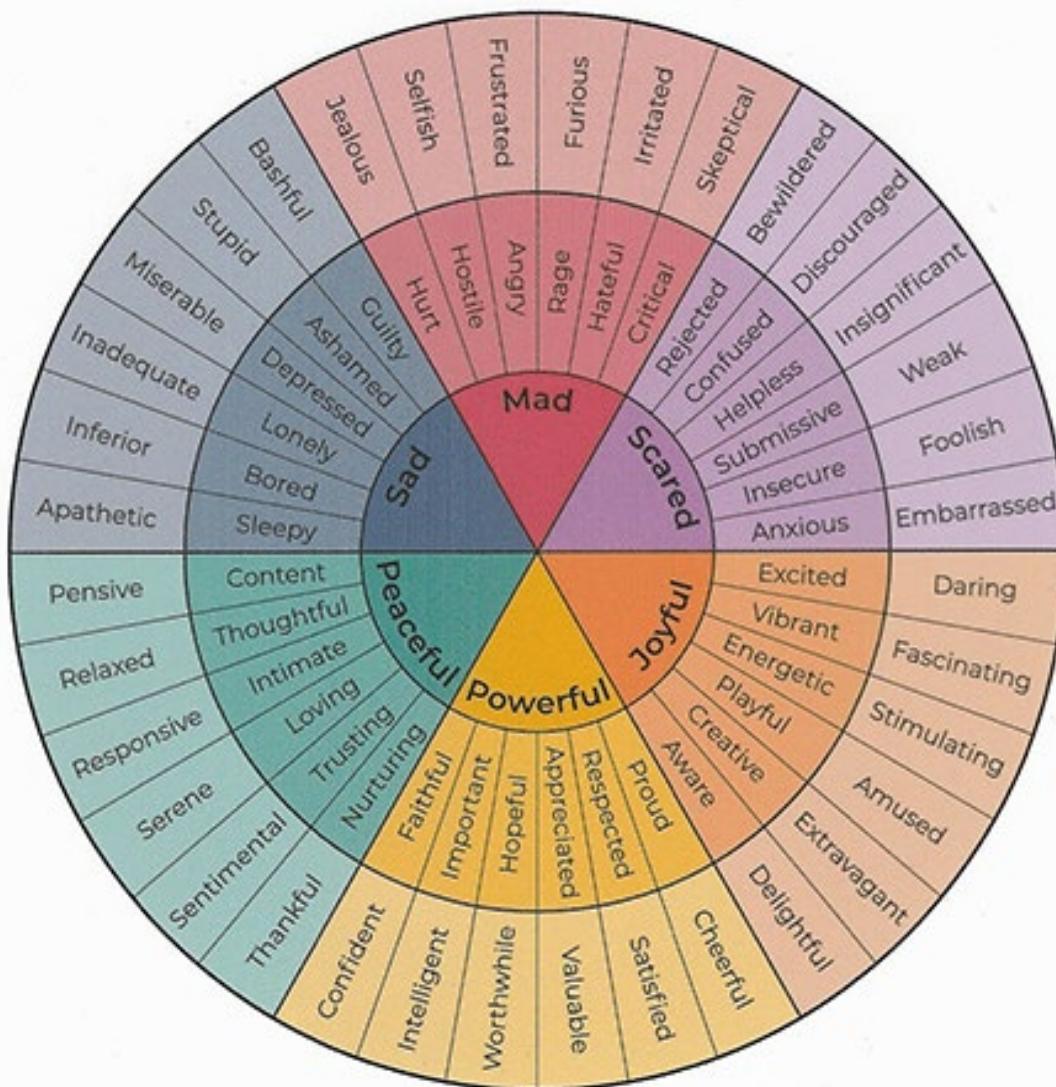 Mad
Hurt
Hostile
Angry
Rage
Hateful
Critical
Jealous
Selfish
Frustrated
Furious
Irritated
Skeptical
Scared
Rejected
Confused
Helpless
Submissive
Insecure
Anxious
Bewildered
Discouraged
Insignificant
Weak
Foolish
Embarrassed
Joyful
Excited
Vibrant
Energetic
Playful
Creative
Aware
Daring
Fascinating
Stimulating
Amused
Extravagant
Delightful
Powerful
Proud
Respected
Appreciated
Hopeful
Important
Faithful
Cheerful
Satisfied
Valuable
Worthwhile
Intelligent
Confident
Peaceful
Nurturing
Trusting
Loving
Intimate
Thoughtful
Content
Thankful
Sentimental
Serene
Responsive
Relaxed
Pensive
Sad
Sleepy
Bored
Lonely
Depressed
Ashamed
Guilty
Apathetic
Inferior
Inadequate
Miserable
Stupid
Bashful